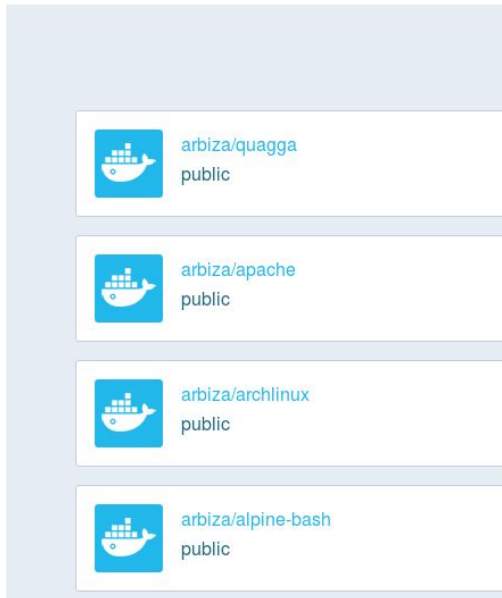 arbiza/quagga
public
arbiza/apache
public
arbiza/archlinux
public
arbiza/alpine-bash
public